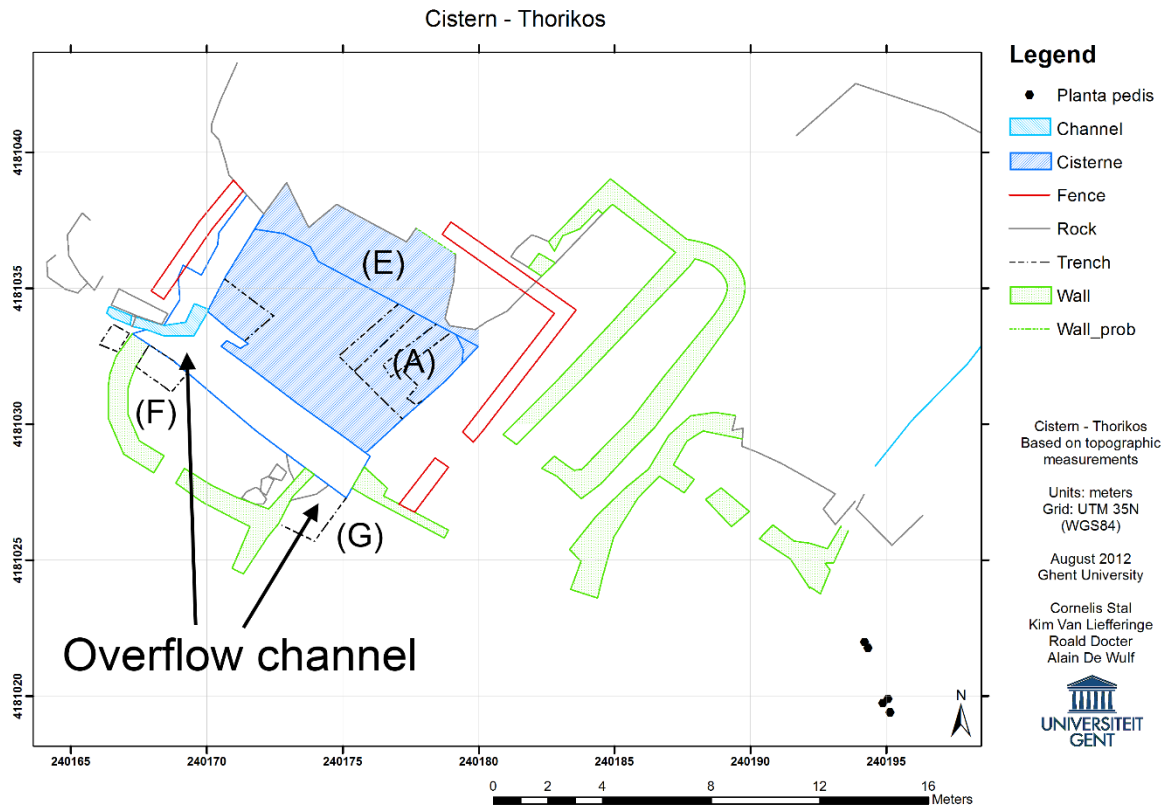 Cistern - Thorikos
Legend
Planta pedis
Channel
Cisterne
Fence
Rock
Trench
Wall
Wall_prob
4181040
4181035
4181030
4181025
4181020
(E)
(A)
(F)
(G)
Overflow channel
N
240165
240170
240175
240180
240185
240190
240195
0
2
4
8
12
16
Meters
Cistern - Thorikos
Based on topographic
measurements
Units: meters
Grid: UTM 35N
(WGS84)
August 2012
Ghent University
Cornelis Stal
Kim Van Liefferinge
Roald Docter
Alain De Wulf
UNIVERSITEIT
GENT